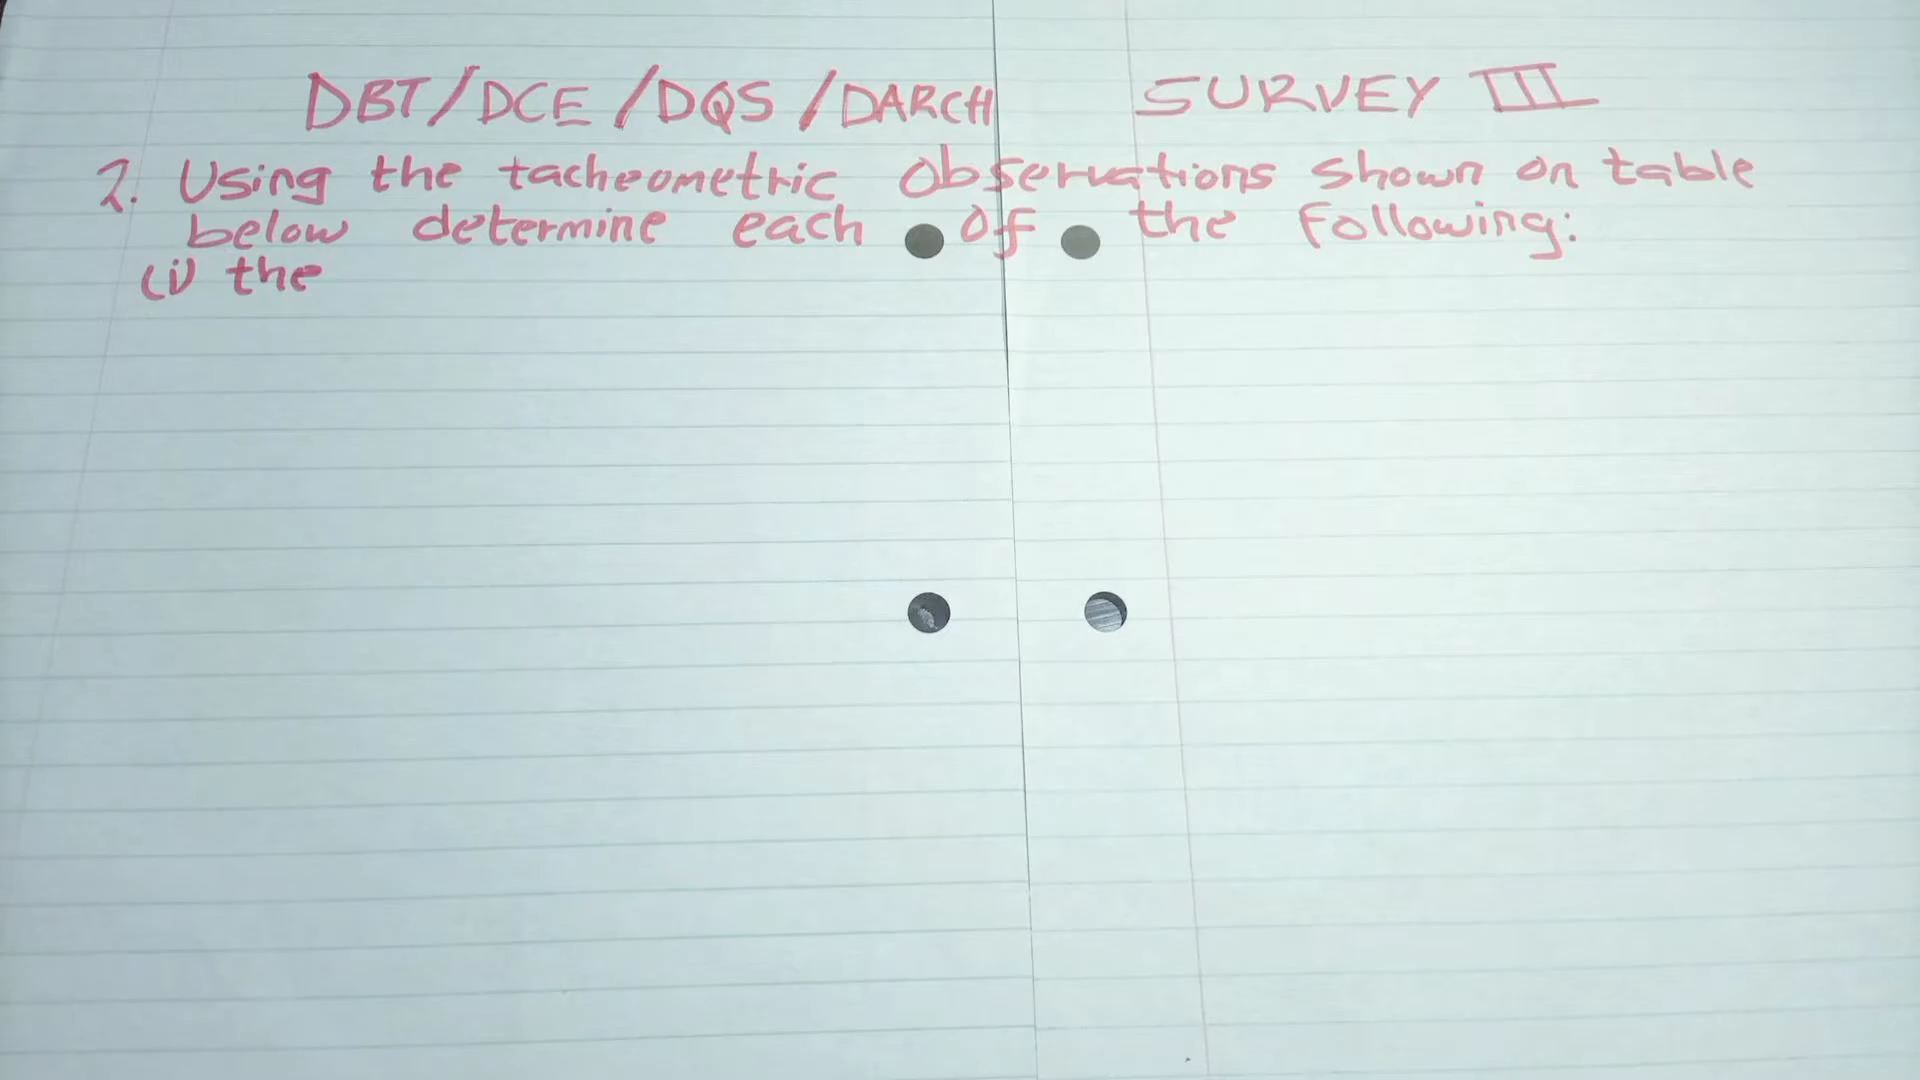 DBT/DCE/DQS/DARCH SURVEY III
2. Using the tacheometric observations shown on table
below determine each of the following:
(i) the